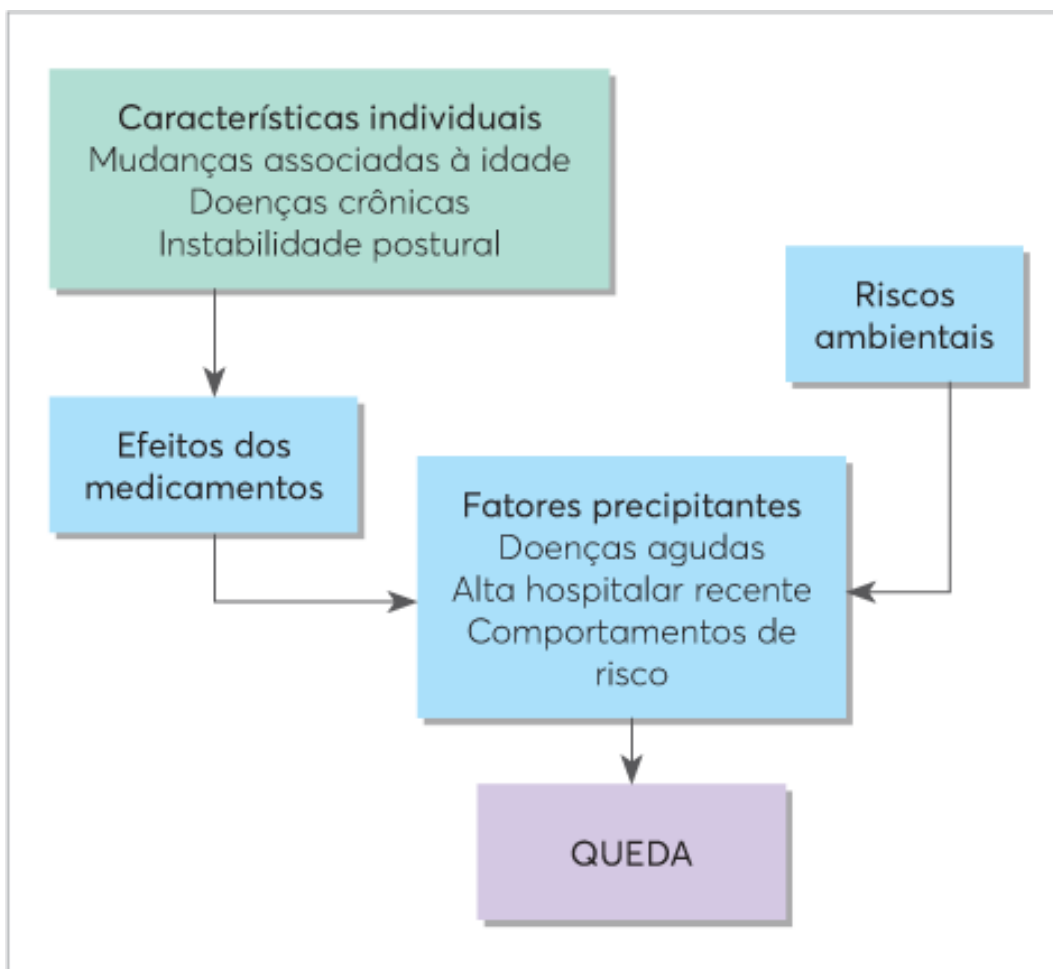 Características individuais
Mudanças associadas à idade
Doenças crônicas
Instabilidade postural
Riscos
ambientais
Efeitos dos
medicamentos
Fatores precipitantes
Doenças agudas
Alta hospitalar recente
Comportamentos de
risco
QUEDA